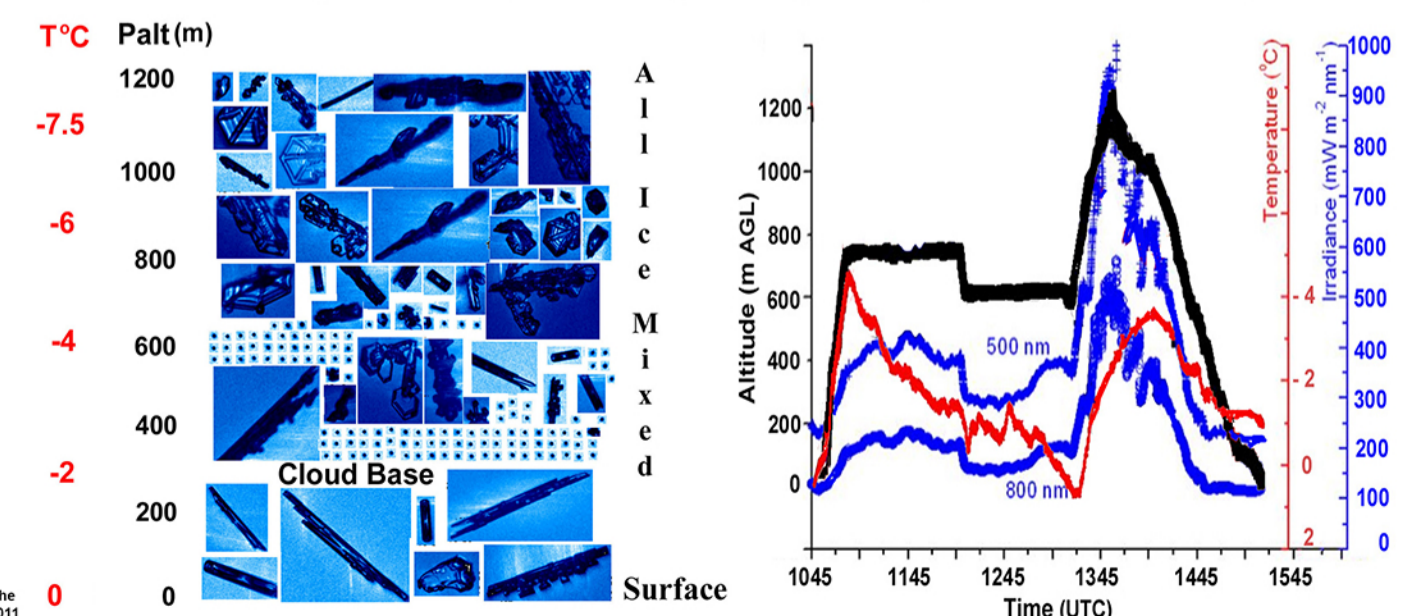 T°C Palt (m)
1200
-7.5
1000
-6
800
-4
600
400
-2
200
0
0
Cloud Base
All Ice
Mixed
Surface
he
011
Altitude (m AGL)
1200
1000
800
600
400
200
0
500 nm
800 nm
Temperature (°C)
- 4
-2
0
2
Irradiance (mW m-2 nm-1)
1000
900
800
700
600
500
400
300
200
100
0
1045 1145 1245 1345 1445 1545
Time (UTC)